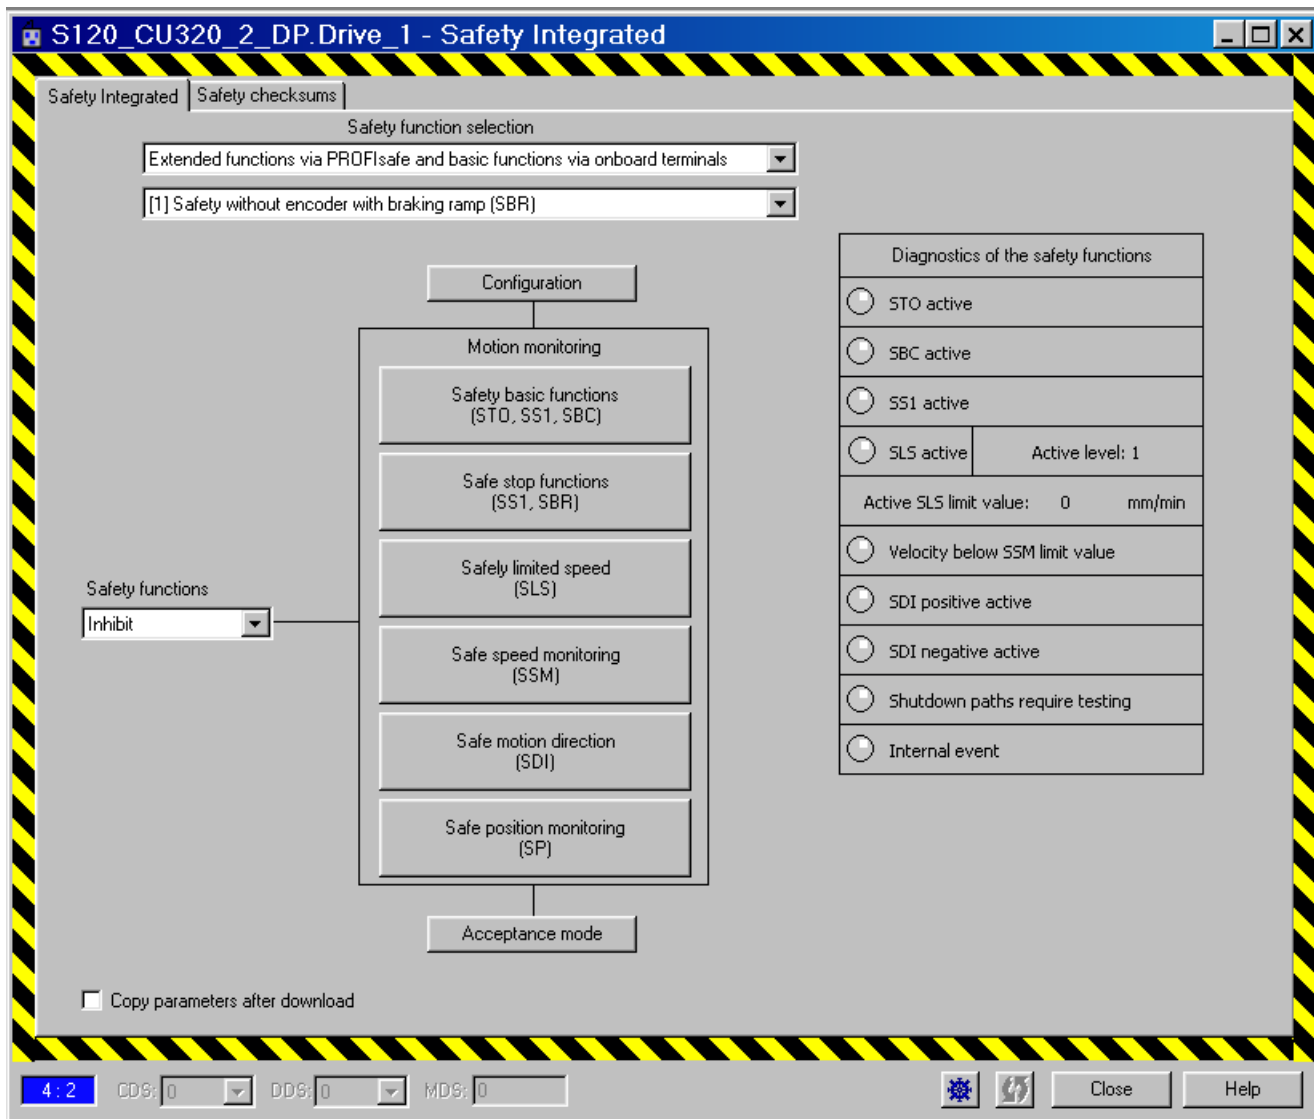 S120_CU320_2_DP.Drive_1 - Safety Integrated
Safety Integrated
Safety checksums
Safety function selection
Extended functions via PROFIsafe and basic functions via onboard terminals
[1] Safety without encoder with braking ramp (SBR)
Configuration
Motion monitoring
Safety basic functions
(STO, SS1, SBC)
Safe stop functions
(SS1, SBR)
Safely limited speed
(SLS)
Safe speed monitoring
(SSM)
Safe motion direction
(SDI)
Safe position monitoring
(SP)
Acceptance mode
Safety functions
Inhibit
Diagnostics of the safety functions
STO active
SBC active
SS1 active
SLS active
Active level: 1
Active SLS limit value: 0 mm/min
Velocity below SSM limit value
SDI positive active
SDI negative active
Shutdown paths require testing
Internal event
Copy parameters after download
4 : 2
CDS: 0
DDS: 0
MDS: 0
Close
Help